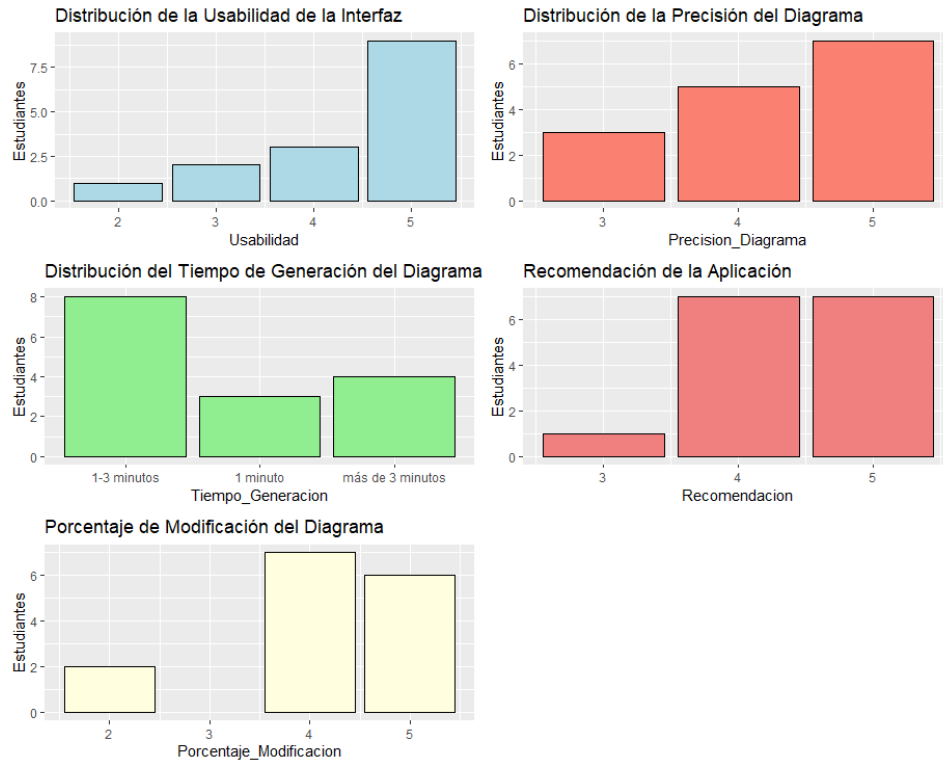 Distribución de la Usabilidad de la Interfaz
7.5
5.0
2.5
0.0
Estudiantes
2 3 4 5
Usabilidad
Distribución de la Precisión del Diagrama
6
4
2
0
Estudiantes
3 4 5
Precision_Diagrama
Distribución del Tiempo de Generación del Diagrama
8
6
4
2
0
Estudiantes
1-3 minutos 1 minuto más de 3 minutos
Tiempo_Generacion
Recomendación de la Aplicación
6
4
2
0
Estudiantes
3 4 5
Recomendacion
Porcentaje de Modificación del Diagrama
6
4
2
0
Estudiantes
2 3 4 5
Porcentaje_Modificacion